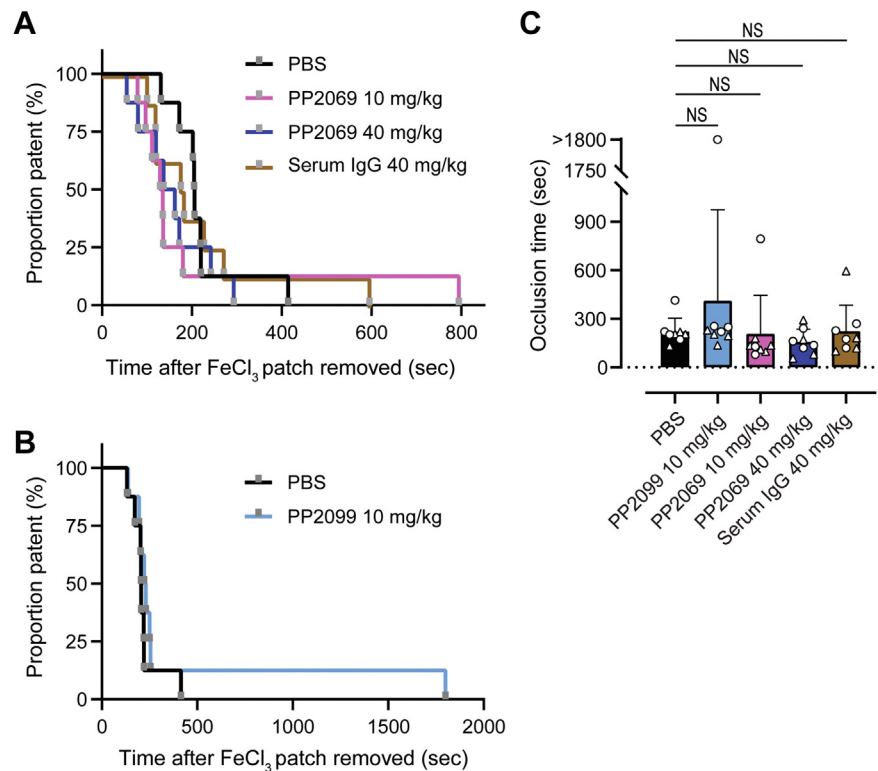 A
Proportion patent (%)
100
75
50
25
0
0 200 400 600 800
Time after FeCl3 patch removed (sec)
PBS
PP2069 10 mg/kg
PP2069 40 mg/kg
Serum IgG 40 mg/kg
B
Proportion patent (%)
100
75
50
25
0
0 500 1000 1500 2000
Time after FeCl3 patch removed (sec)
PBS
PP2099 10 mg/kg
C
NS
NS
NS
NS
Occlusion time (sec)
>1800
1750
900
600
300
0
PBS
PP2099 10 mg/kg
PP2069 10 mg/kg
PP2069 40 mg/kg
Serum IgG 40 mg/kg